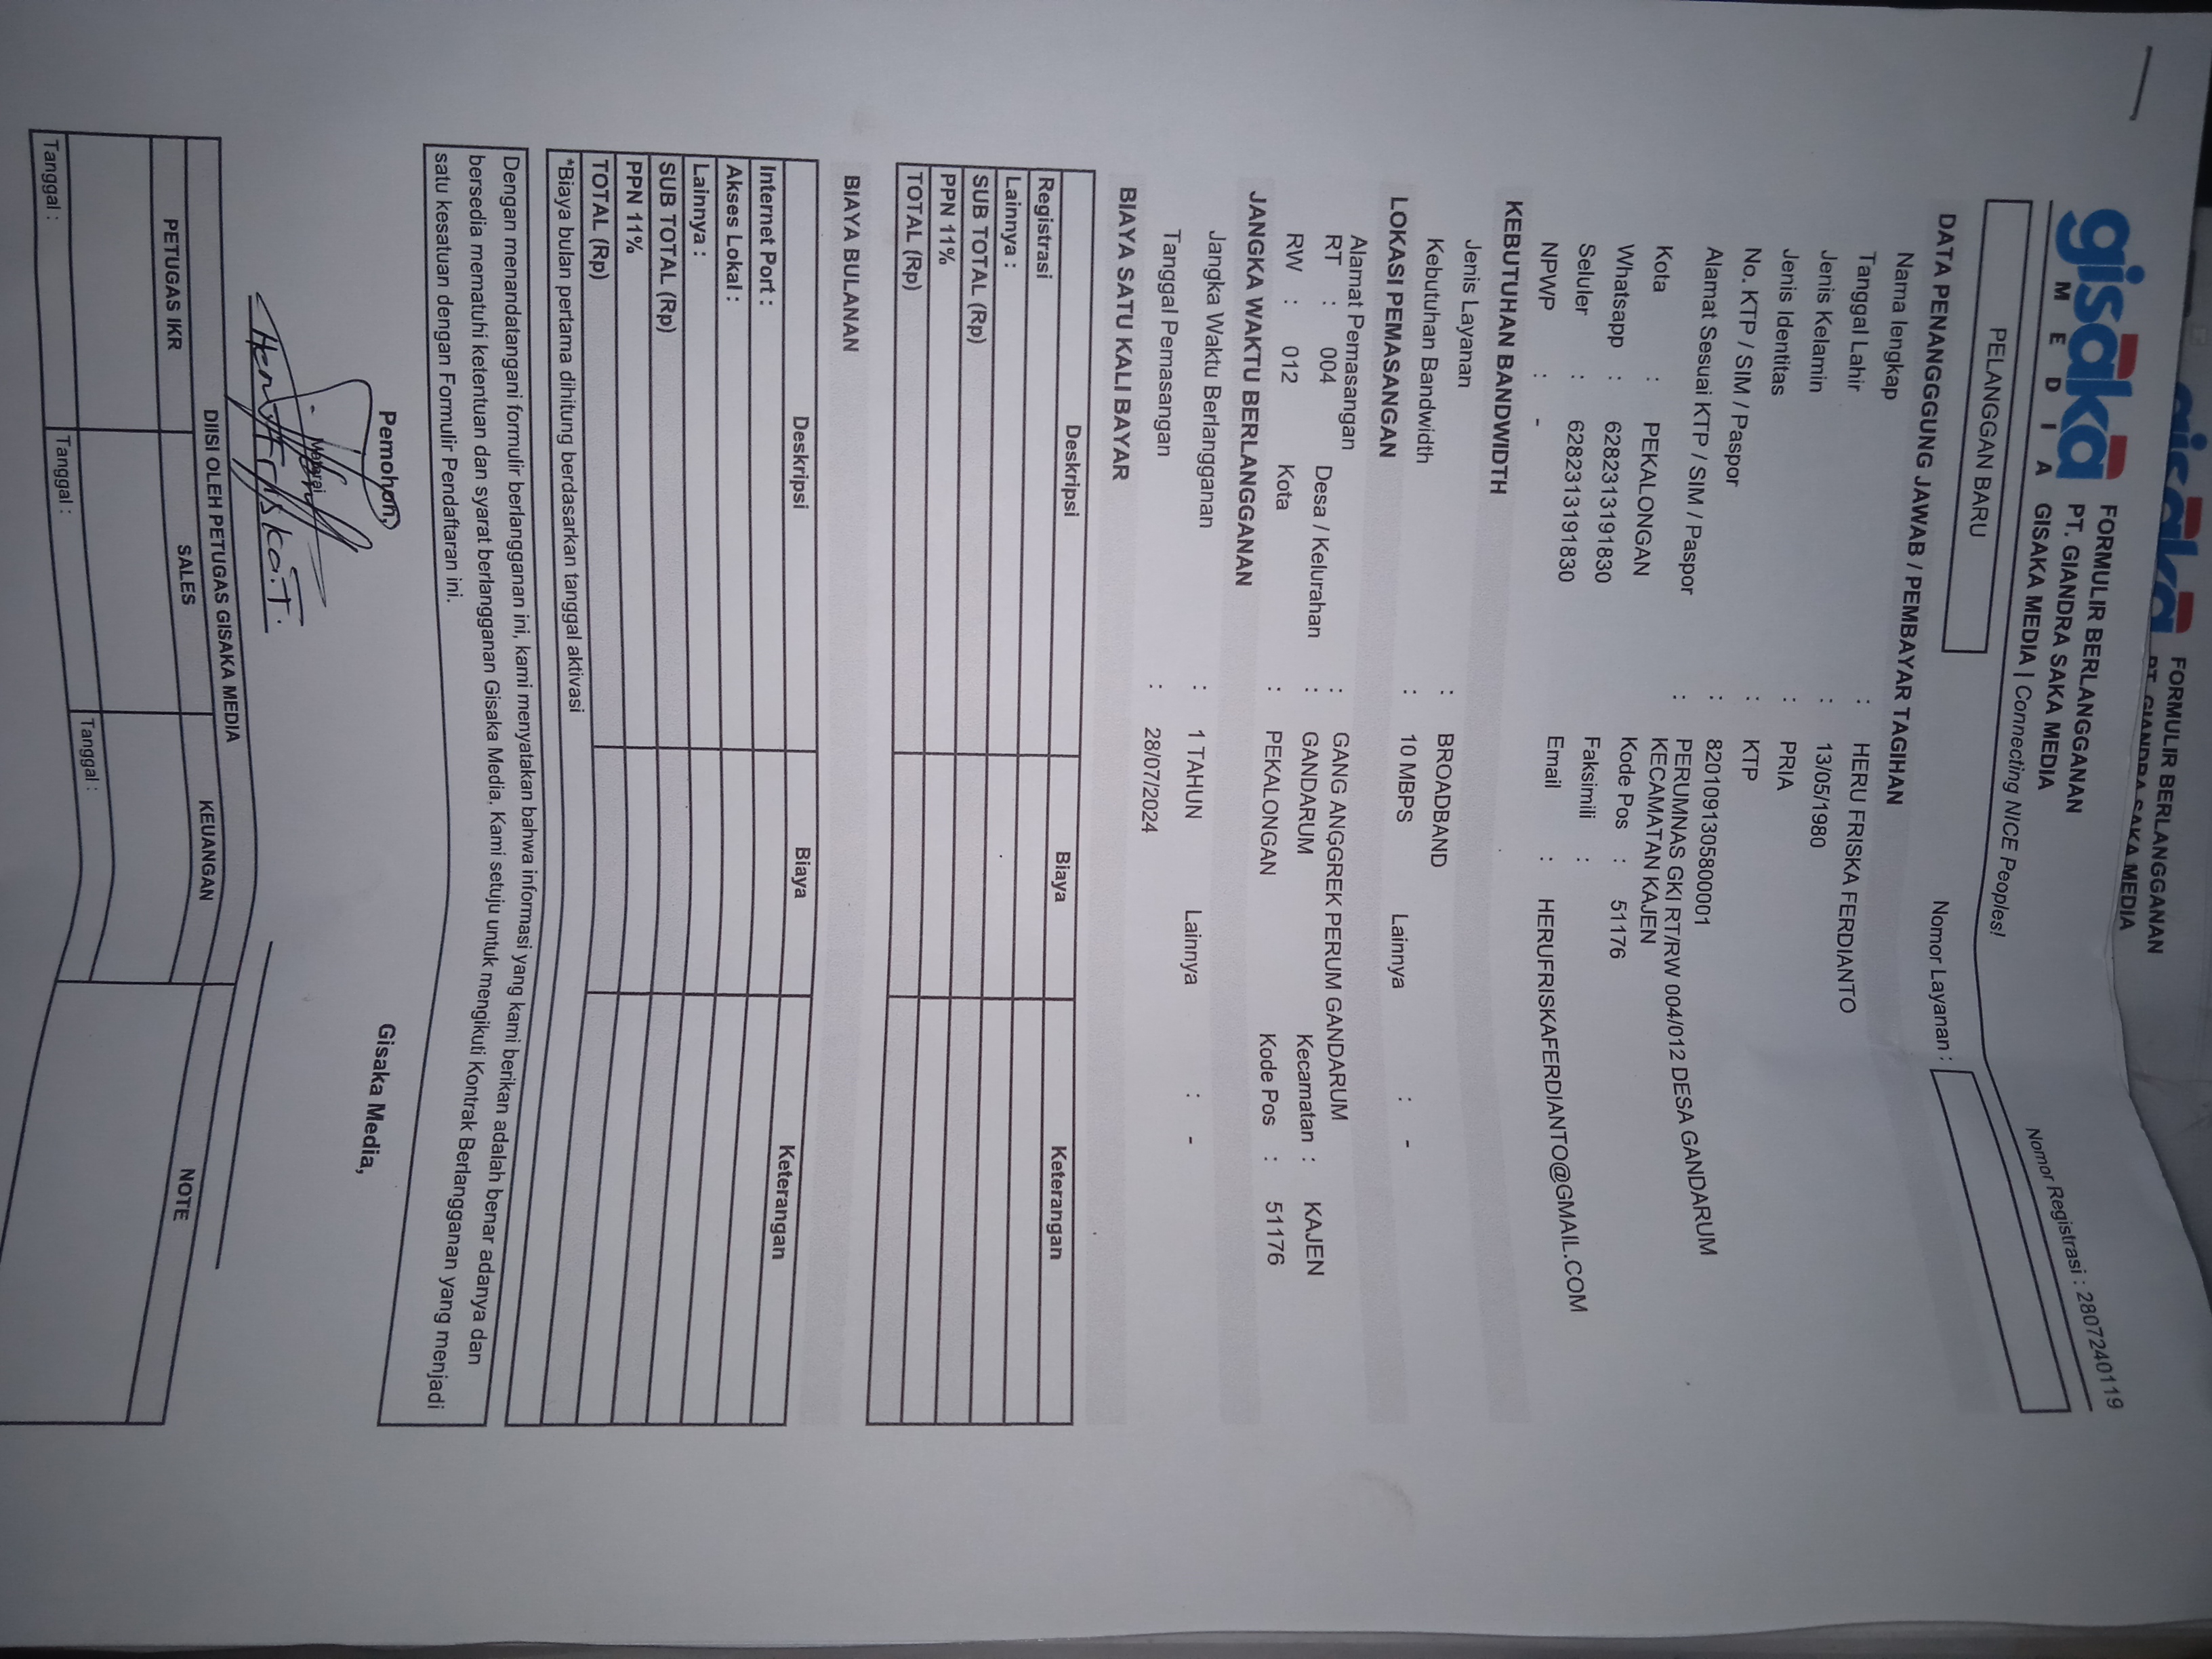 FORMULIR BERLANGGANAN
PT. GIANDRA SAKA MEDIA
gisaka
MEDIA
FORMULIR BERLANGGANAN
PT. GIANDRA SAKA MEDIA
GISAKA MEDIA | Connecting NICE Peoples!
Nomor Registrasi : 2807240119
PELANGGAN BARU
Nomor Layanan :
DATA PENANGGUNG JAWAB / PEMBAYAR TAGIHAN
Nama lengkap : HERU FRISKA FERDIANTO
Tanggal Lahir : 13/05/1980
Jenis Kelamin : PRIA
Jenis Identitas : KTP
No. KTP / SIM / Paspor : 8201091305800001
Alamat Sesuai KTP / SIM / Paspor : PERUMNAS GKI RT/RW 004/012 DESA GANDARUM
KECAMATAN KAJEN
Kota : PEKALONGAN Kode Pos : 51176
Whatsapp : 6282313191830 Faksimili :
Seluler : 6282313191830 Email : HERUFRISKAFERDIANTO@GMAIL.COM
NPWP : -
KEBUTUHAN BANDWIDTH
Jenis Layanan : BROADBAND
Kebutuhan Bandwidth : 10 MBPS Lainnya : -
LOKASI PEMASANGAN
Alamat Pemasangan : GANG ANGGREK PERUM GANDARUM
RT : 004 Desa / Kelurahan : GANDARUM Kecamatan : KAJEN
RW : 012 Kota : PEKALONGAN Kode Pos : 51176
JANGKA WAKTU BERLANGGANAN
Jangka Waktu Berlangganan : 1 TAHUN Lainnya : -
Tanggal Pemasangan : 28/07/2024
BIAYA SATU KALI BAYAR
Deskripsi Biaya Keterangan
Registrasi
Lainnya :
SUB TOTAL (Rp)
PPN 11%
TOTAL (Rp)
BIAYA BULANAN
Deskripsi Biaya Keterangan
Internet Port :
Akses Lokal :
Lainnya :
SUB TOTAL (Rp)
PPN 11%
TOTAL (Rp)
*Biaya bulan pertama dihitung berdasarkan tanggal aktivasi
Dengan menandatangani formulir berlangganan ini, kami menyatakan bahwa informasi yang kami berikan adalah benar adanya dan
bersedia mematuhi ketentuan dan syarat berlangganan Gisaka Media. Kami setuju untuk mengikuti Kontrak Berlangganan yang menjadi
satu kesatuan dengan Formulir Pendaftaran ini.
Pemohon, Gisaka Media,
Materai
Heru Friska.T.
DIISI OLEH PETUGAS GISAKA MEDIA
PETUGAS IKR SALES KEUANGAN NOTE
Tanggal : Tanggal : Tanggal :